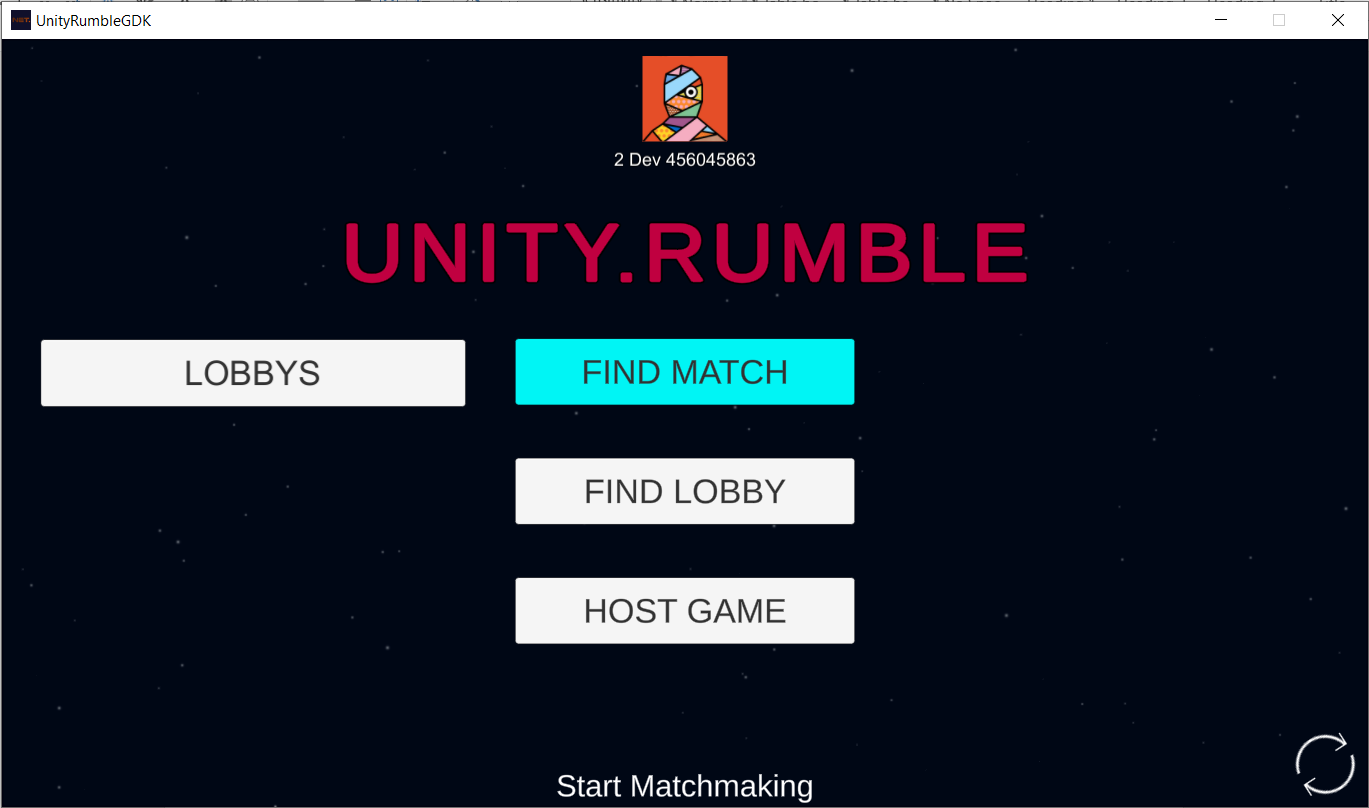 UnityRumbleGDK
2 Dev 456045863
UNITY.RUMBLE
LOBBYS
FIND MATCH
FIND LOBBY
HOST GAME
Start Matchmaking